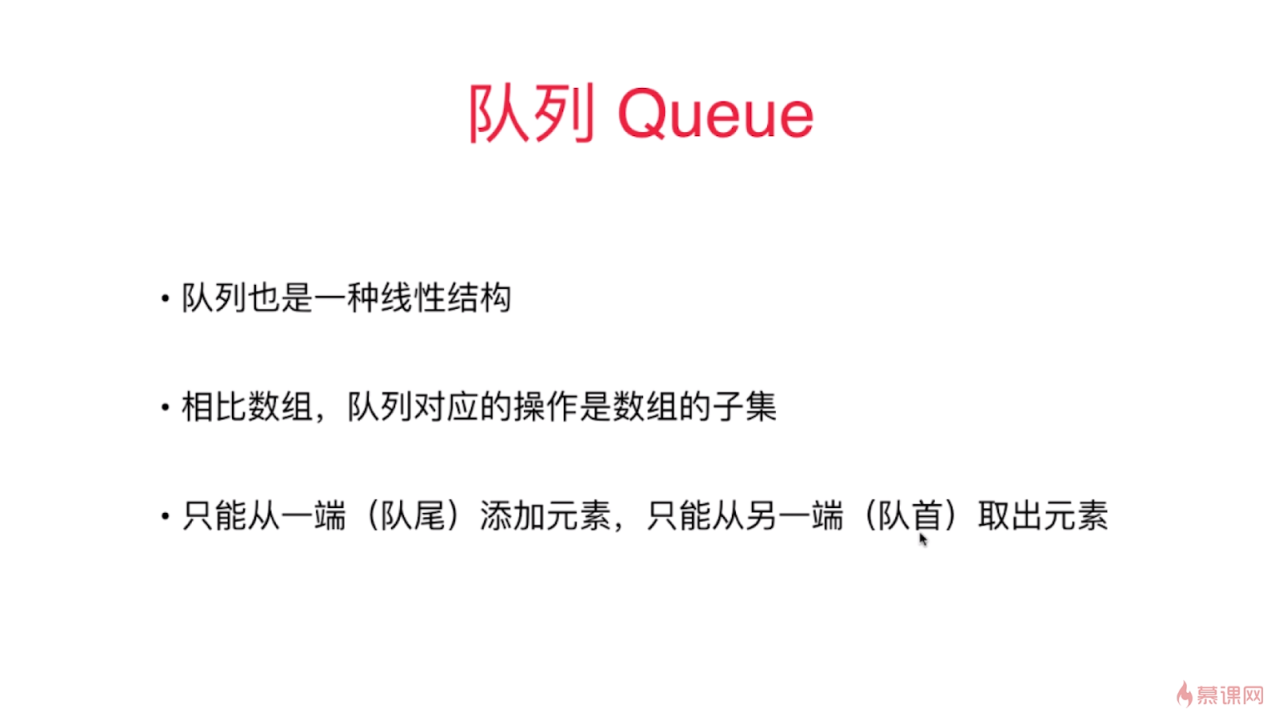 队列 Queue
• 队列也是一种线性结构
• 相比数组，队列对应的操作是数组的子集
• 只能从一端（队尾）添加元素，只能从另一端（队首）取出元素
慕课网